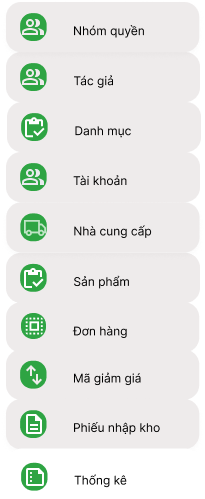 Nhóm quyền
Tác giả
Danh mục
Tài khoản
Nhà cung cấp
Sản phẩm
Đơn hàng
Mã giảm giá
Phiếu nhập kho
Thống kê